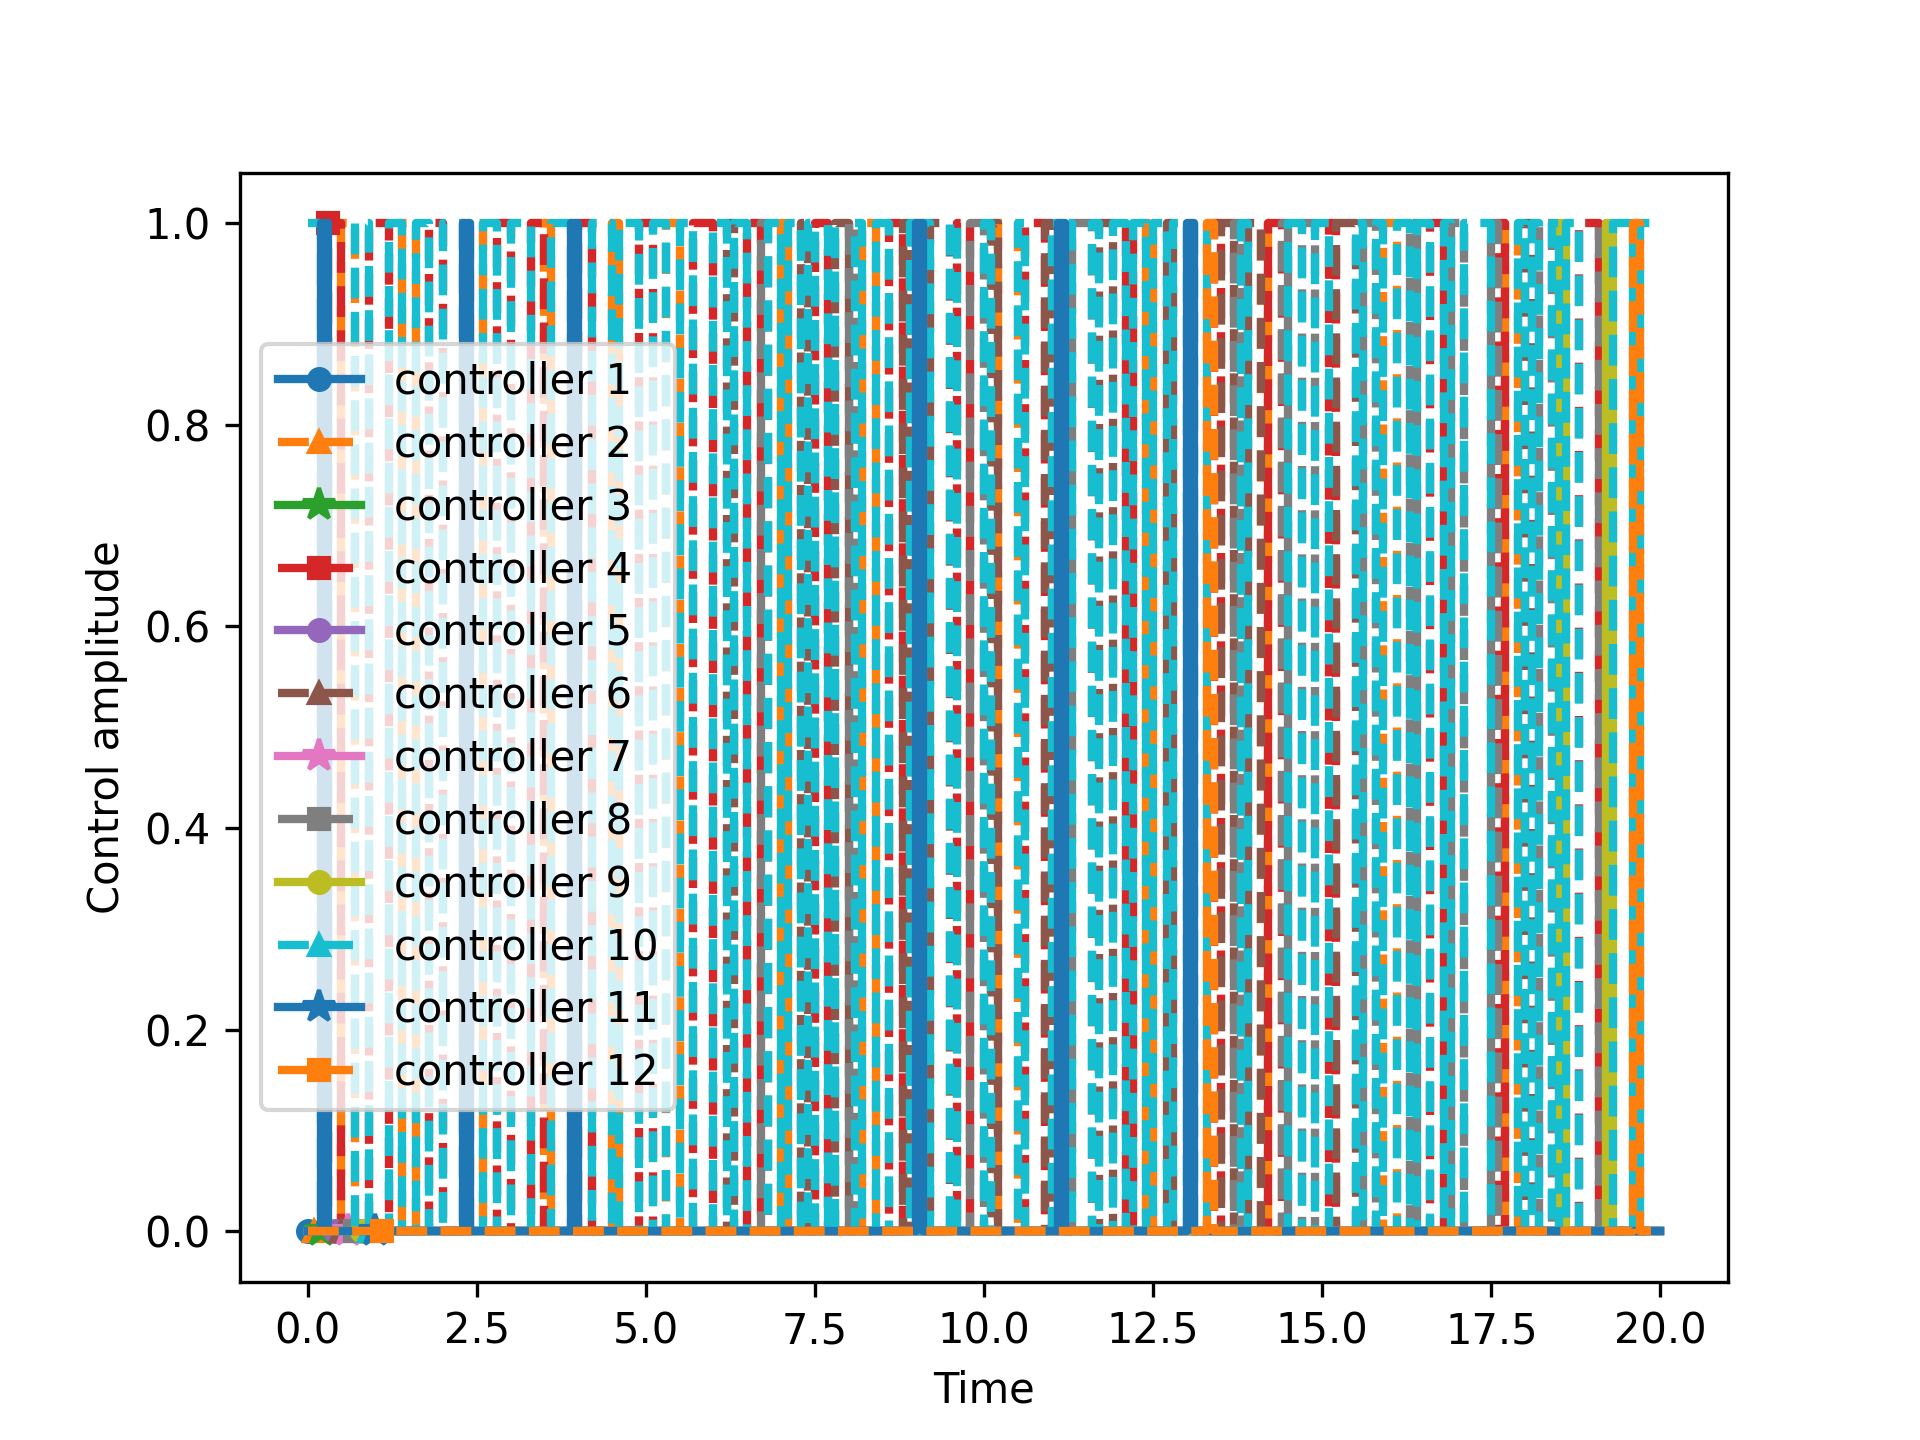 1.0
0.8
0.6
0.4
0.2
0.0
Control amplitude
controller 1
controller 2
controller 3
controller 4
controller 5
controller 6
controller 7
controller 8
controller 9
controller 10
controller 11
controller 12
0.0 2.5 5.0 7.5 10.0 12.5 15.0 17.5 20.0
Time